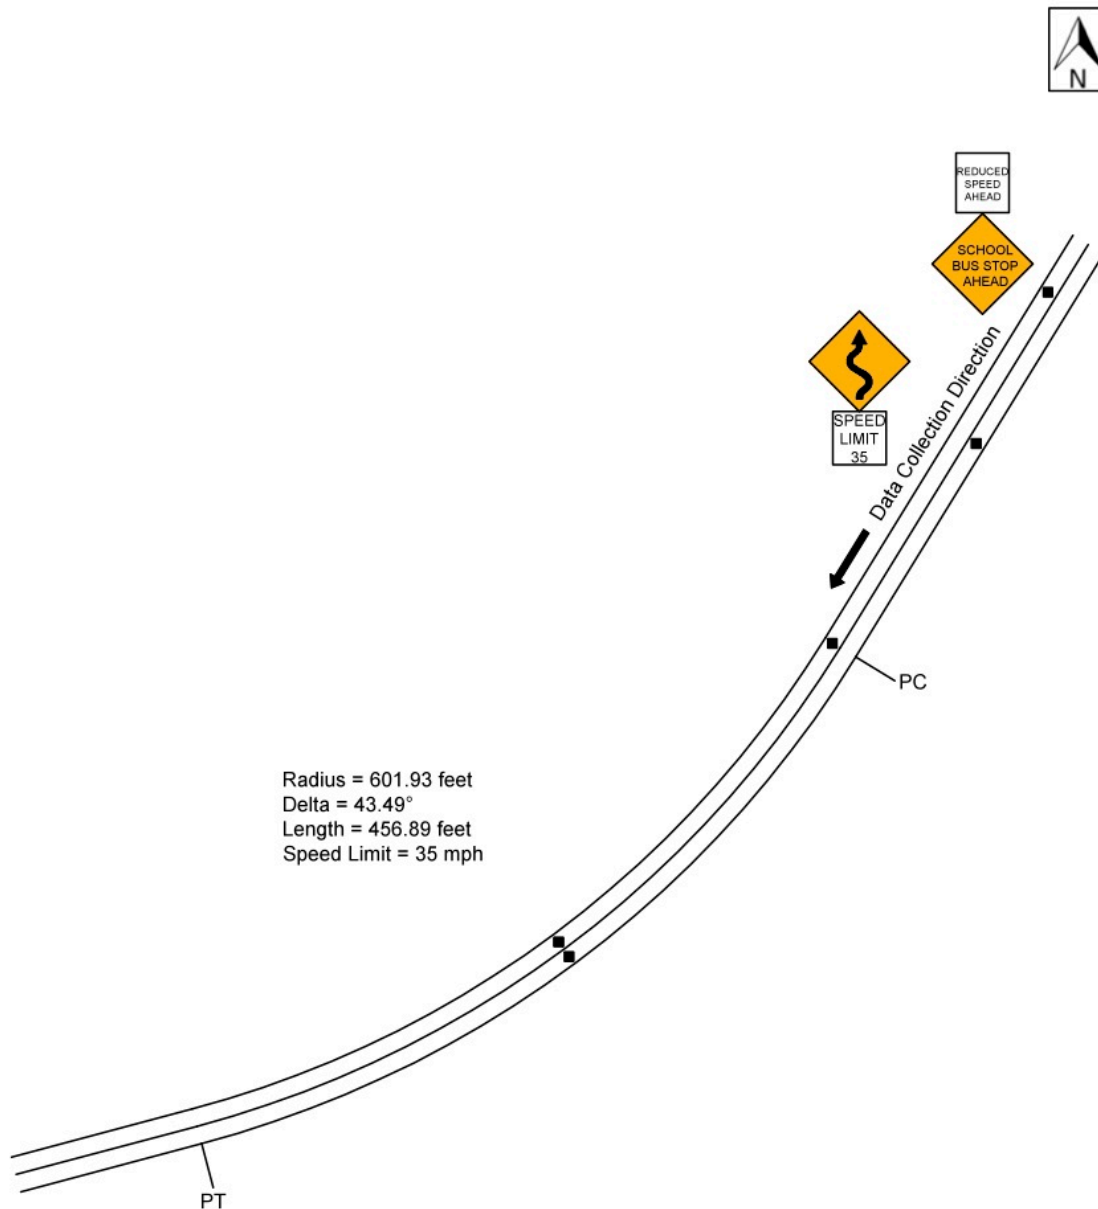 N
REDUCED
SPEED
AHEAD
SCHOOL
BUS STOP
AHEAD
SPEED
LIMIT
35
Data Collection Direction
PC
Radius = 601.93 feet
Delta = 43.49°
Length = 456.89 feet
Speed Limit = 35 mph
PT